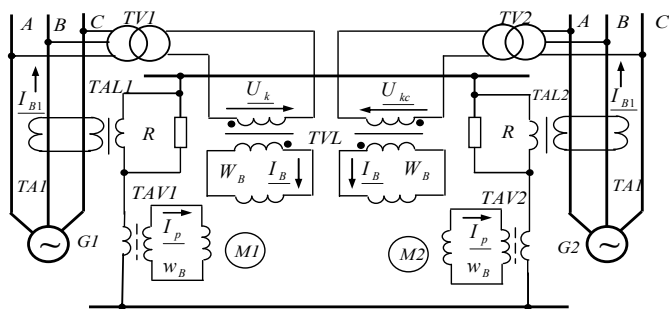 A B C TV1 TV2 A B C
I_B1 TAL1 U_k U_kc TAL2 I_B1
R TVL R
TA1 TAV1 W_B I_B I_B W_B TAV2 TA1
G1 I_p / w_B M1 M2 I_p / w_B G2